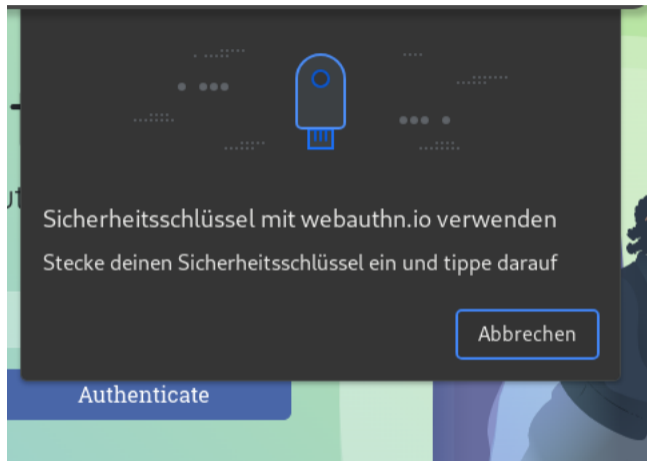 Sicherheitsschlüssel mit webauthn.io verwenden
Stecke deinen Sicherheitsschlüssel ein und tippe darauf
Abbrechen
Authenticate